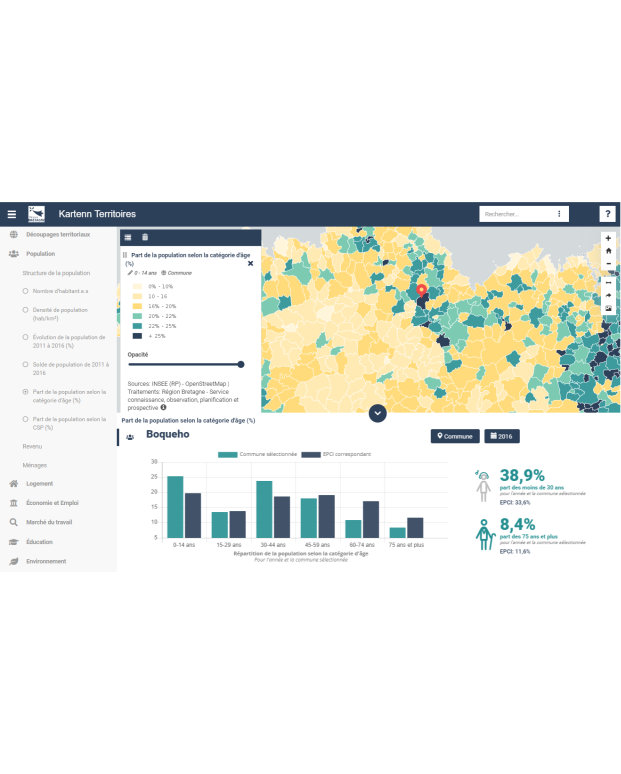 Kartenn Territoires
Rechercher...
?
Découpages territoriaux
Population
Structure de la population
Nombre d'habitant.e.s
Densité de population
(hab/km²)
Évolution de la population de
2011 à 2016 (%)
Solde de population de 2011 à
2016
Part de la population selon la
catégorie d'âge (%)
Part de la population selon la
CSP (%)
Revenu
Ménages
Logement
Économie et Emploi
Marché du travail
Éducation
Environnement
Part de la population selon la catégorie d'âge
(%)
0 - 14 ans Commune
0% - 10%
10 - 16
16% - 20%
20% - 22%
22% - 25%
+ 25%
Opacité
Sources: INSEE (RP) - OpenStreetMap |
Traitements: Région Bretagne - Service
connaissance, observation, planification et
prospective
Part de la population selon la catégorie d'âge (%)
Boqueho
Commune
2016
Commune sélectionnée
EPCI correspondant
30
25
20
15
10
5
0-14 ans
15-29 ans
30-44 ans
45-59 ans
60-74 ans
75 ans et plus
Répartition de la population selon la catégorie d'âge
Pour l'année et la commune sélectionnée
38,9%
part des moins de 30 ans
pour l'année et la commune sélectionnée
EPCI: 33,6%
8,4%
part des 75 ans et plus
pour l'année et la commune sélectionnée
EPCI: 11,6%